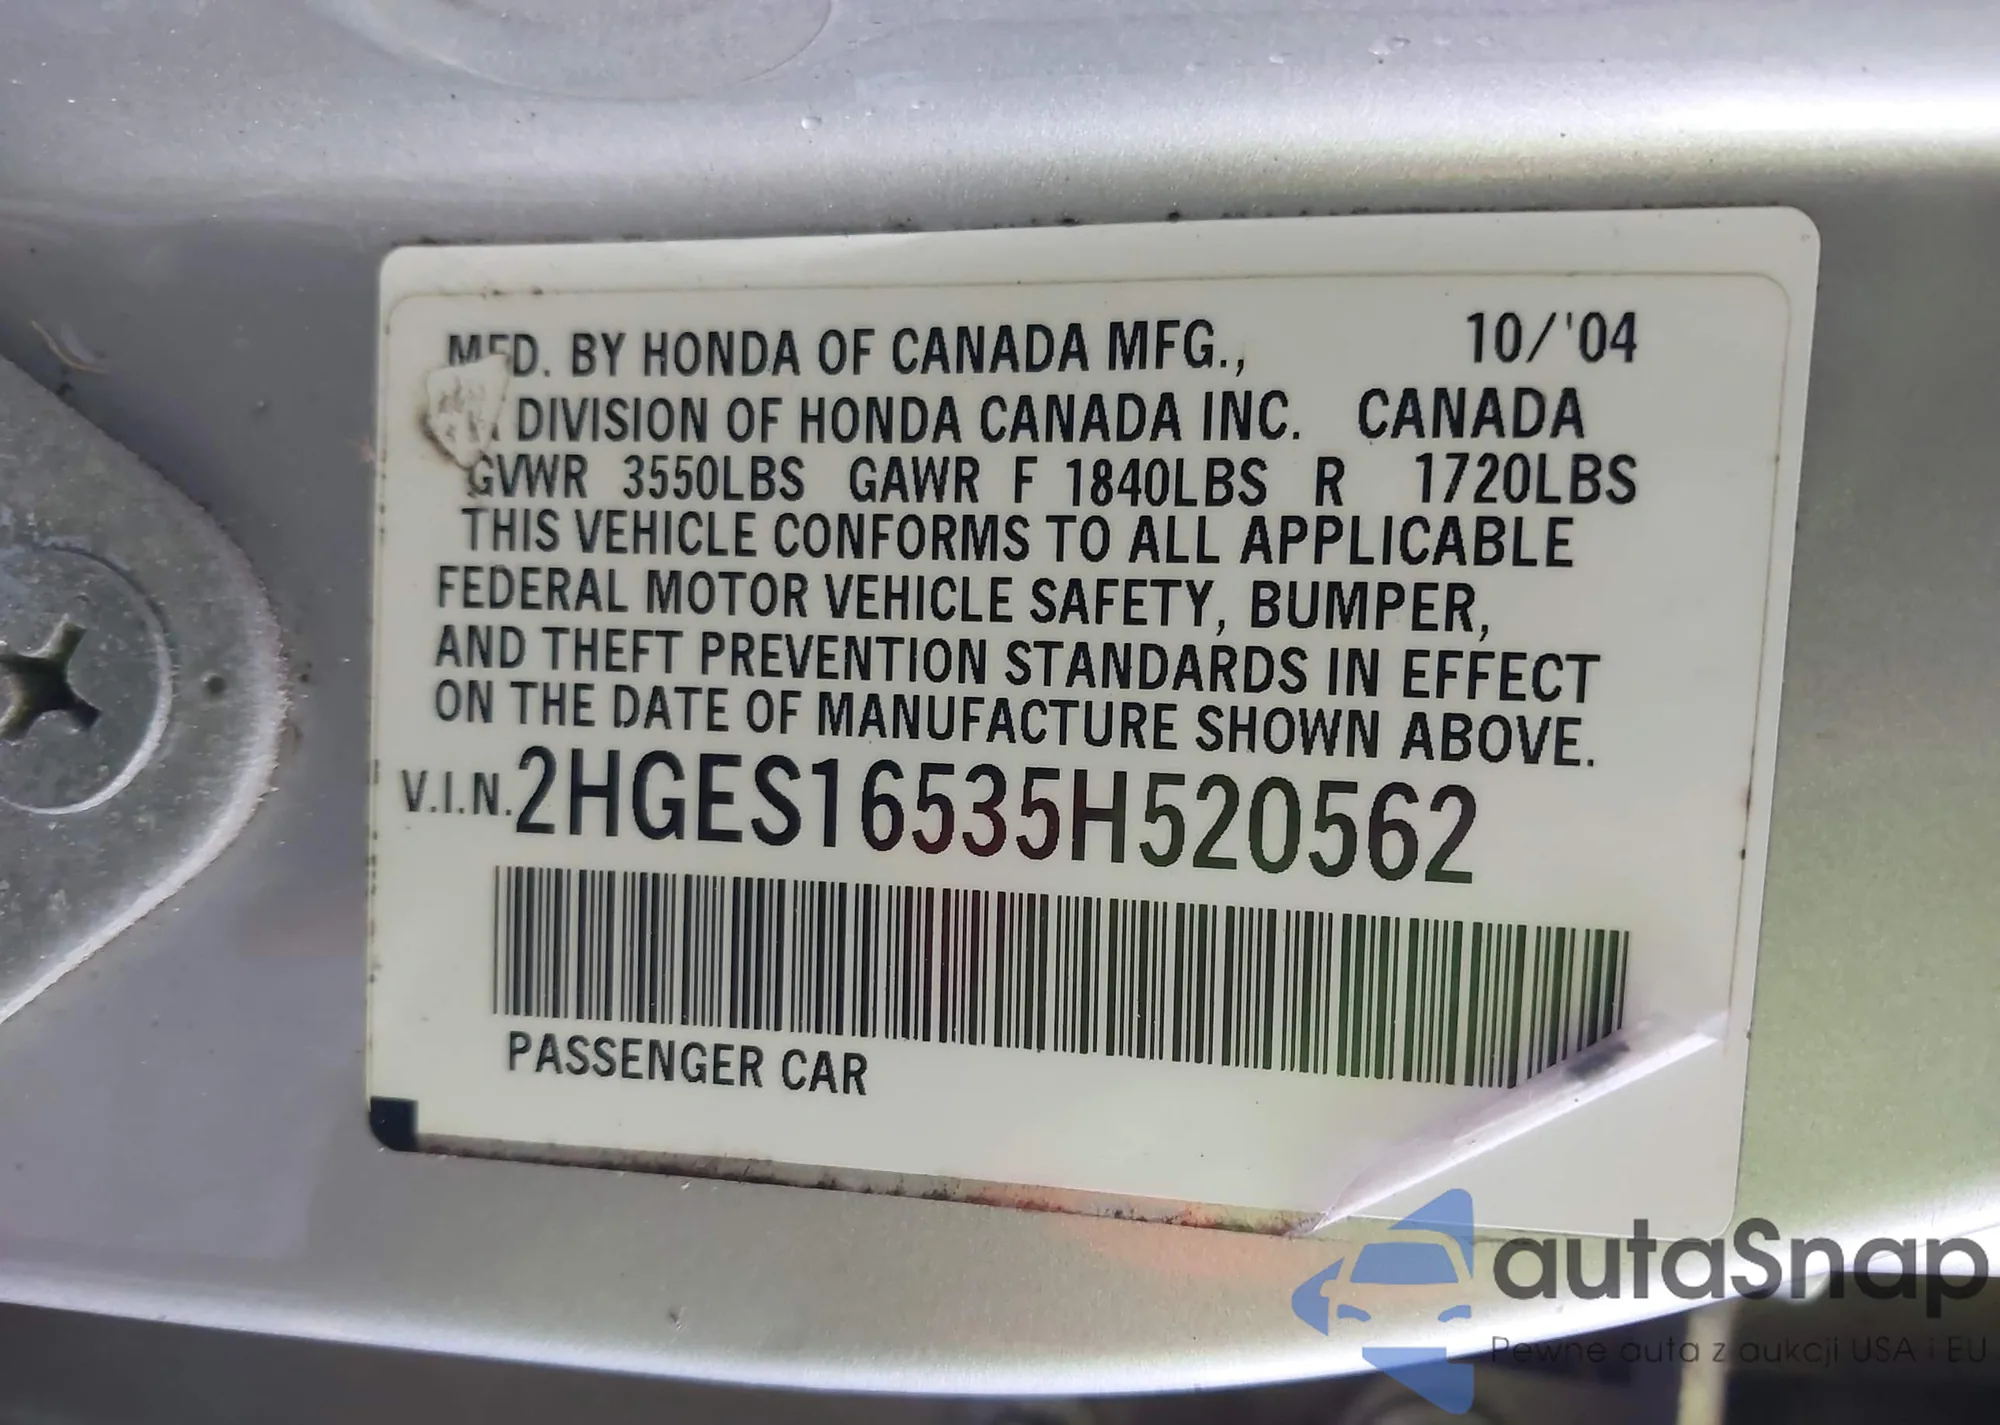 MFD. BY HONDA OF CANADA MFG., 10/'04
DIVISION OF HONDA CANADA INC. CANADA
GVWR 3550LBS GAWR F 1840LBS R 1720LBS
THIS VEHICLE CONFORMS TO ALL APPLICABLE
FEDERAL MOTOR VEHICLE SAFETY, BUMPER,
AND THEFT PREVENTION STANDARDS IN EFFECT
ON THE DATE OF MANUFACTURE SHOWN ABOVE.
V.I.N. 2HGES16535H520562
PASSENGER CAR
autaSnap
Pewne auta z aukcji USA i EU